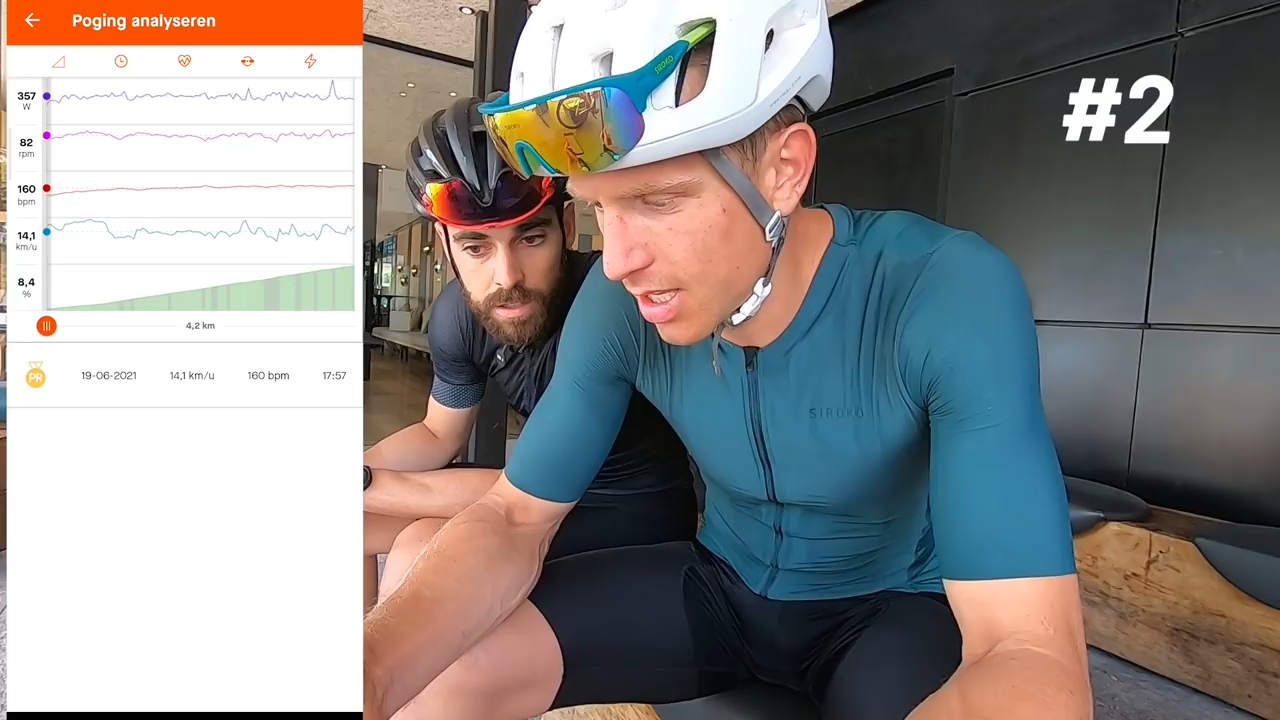 Poging analyseren
357
W
82
rpm
160
bpm
14,1
km/u
8,4
%
4,2 km
PR 19-06-2021 14,1 km/u 160 bpm 17:57
#2
SIROKO
SIROKO